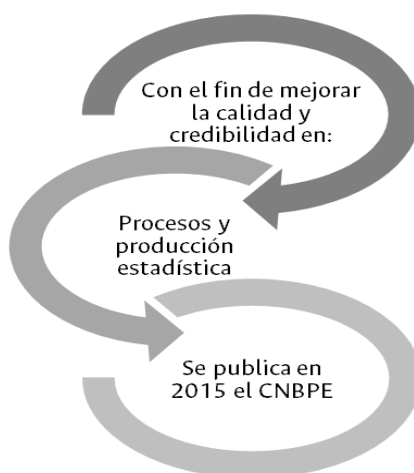 Con el fin de mejorar
la calidad y
credibilidad en:
Procesos y
producción
estadística
Se publica en
2015 el CNBPE